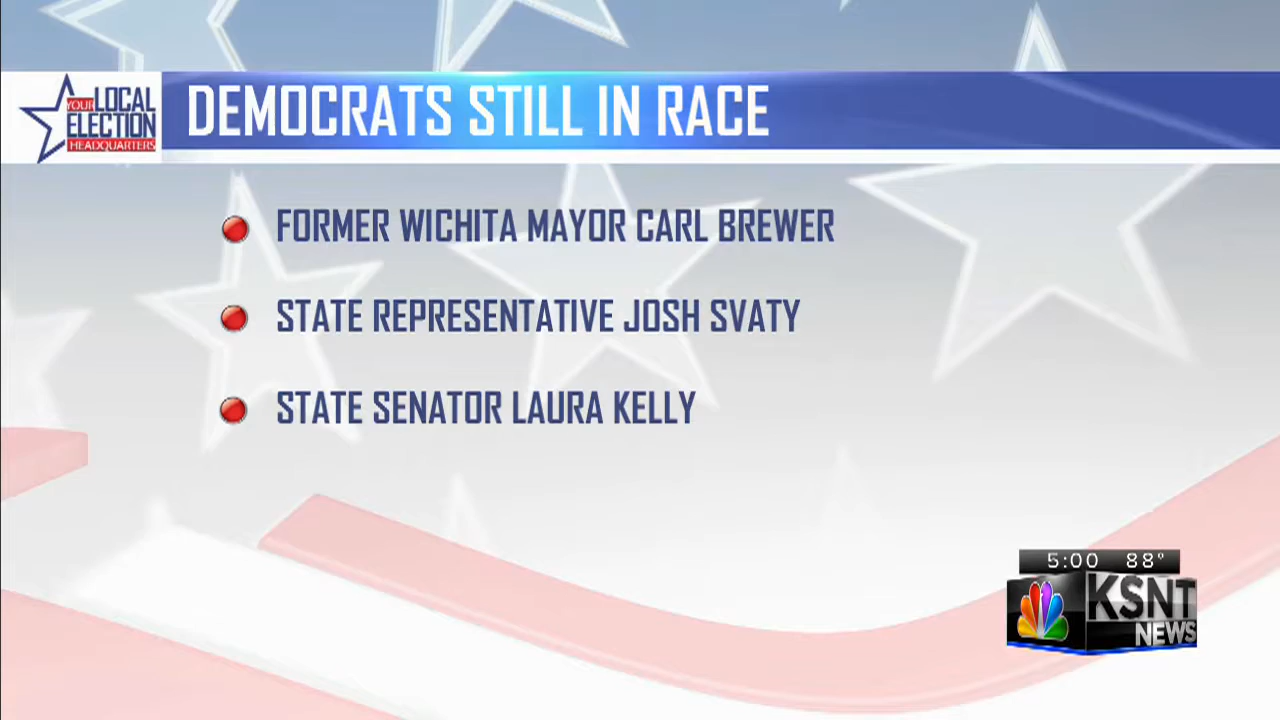 YOUR LOCAL
ELECTION
HEADQUARTERS
DEMOCRATS STILL IN RACE
FORMER WICHITA MAYOR CARL BREWER
STATE REPRESENTATIVE JOSH SVATY
STATE SENATOR LAURA KELLY
5:00 88°
KSNT
NEWS